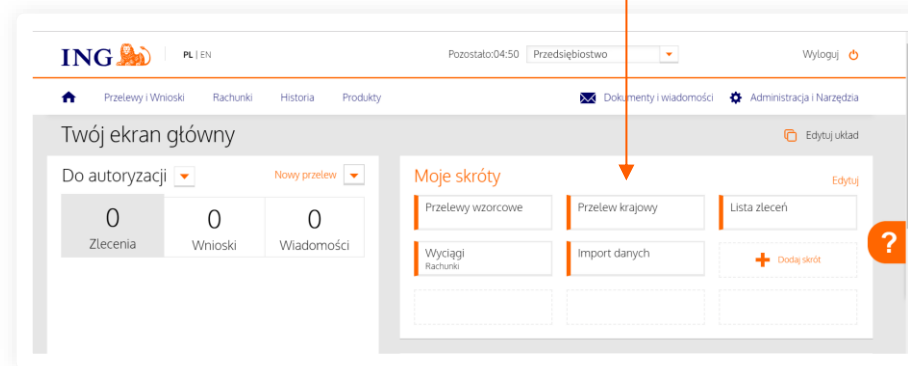 ING PL | EN Pozostało:04:50 Przedsiębiostwo Wyloguj
Przelewy i Wnioski Rachunki Historia Produkty Dokumenty i wiadomości Administracja i Narzędzia
Twój ekran główny Edytuj układ
Do autoryzacji Nowy przelew
0 0 0
Zlecenia Wnioski Wiadomości
Moje skróty Edytuj
Przelewy wzorcowe Przelew krajowy Lista zleceń
Wyciągi Import danych Dodaj skrót
Rachunki
?